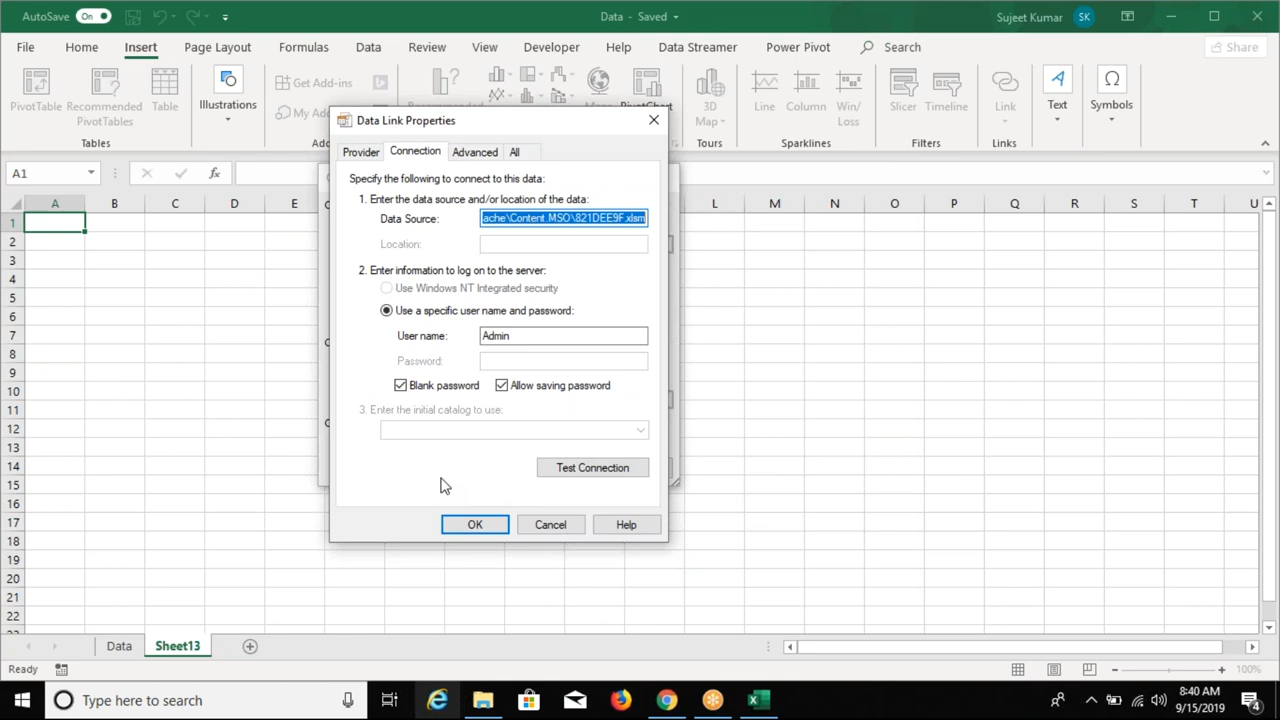 AutoSave On Data - Saved Sujeet Kumar SK
File Home Insert Page Layout Formulas Data Review View Developer Help Data Streamer Power Pivot Search Share
PivotTable Recommended PivotTables Table Illustrations Get Add-ins 3D Map Line Column Win/Loss Slicer Timeline Link Text Symbols
Tables Tours Sparklines Filters Links
A1 fx
A B C D E L M N O P Q R S T U
Data Link Properties
Provider Connection Advanced All
Specify the following to connect to this data:
1. Enter the data source and/or location of the data:
Data Source: ache\Content.MSO\821DEE9F.xlsm
Location:
2. Enter information to log on to the server:
Use Windows NT Integrated security
Use a specific user name and password:
User name: Admin
Password:
Blank password Allow saving password
3. Enter the initial catalog to use:
Test Connection
OK Cancel Help
1
2
3
4
5
6
7
8
9
10
11
12
13
14
15
16
17
18
19
20
21
22
Data Sheet13
Ready 100%
Type here to search
8:40 AM
9/15/2019
4